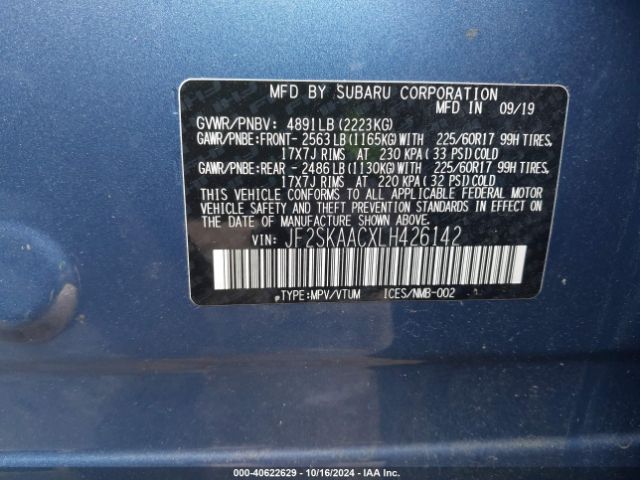 MFD BY SUBARU CORPORATION
MFD IN 09/19
GVWR/PNBV: 4891LB (2223KG)
GAWR/PNBE:FRONT- 2563LB (1165KG) WITH 225/60R17 99H TIRES,
17X7J RIMS AT 230 KPA ( 33 PSI) COLD
GAWR/PNBE:REAR - 2486LB (1130KG) WITH 225/60R17 99H TIRES,
17X7J RIMS AT 220 KPA ( 32 PSI) COLD
THIS VEHICLE CONFORMS TO ALL APPLICABLE FEDERAL MOTOR
VEHICLE SAFETY AND THEFT PREVENTION STANDARDS IN EFFECT ON
THE DATE OF MANUFACTURE SHOWN ABOVE.
VIN: JF2SKAACXLH426142
TYPE:MPV/VTUM ICES/NMB-002
000-40622629 - 10/16/2024 - IAA Inc.